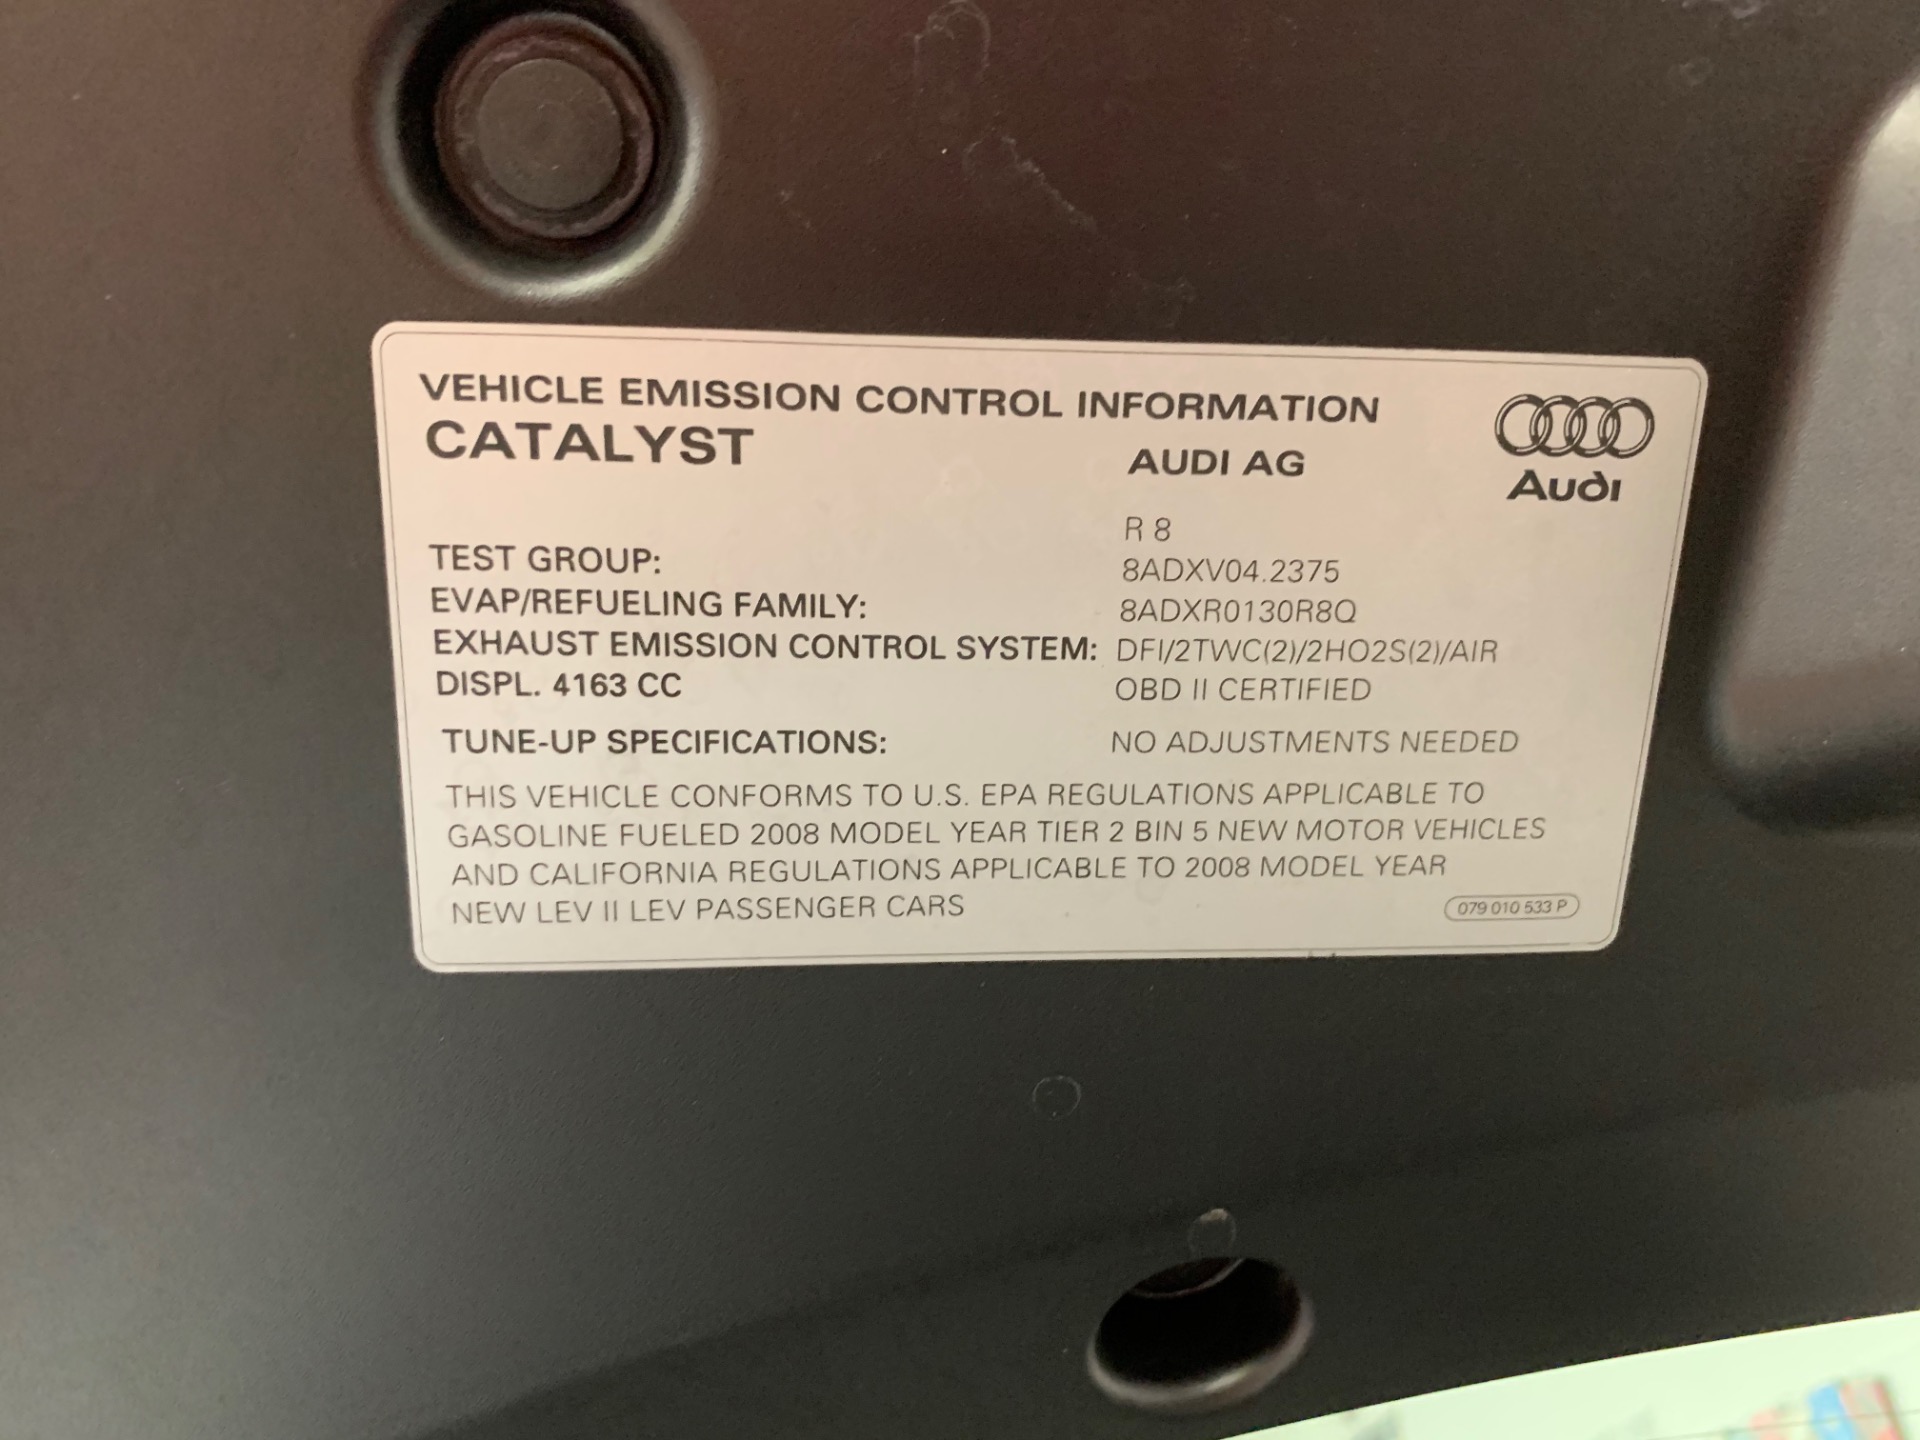 VEHICLE EMISSION CONTROL INFORMATION
CATALYST
AUDI AG
Audi
R 8
TEST GROUP: 8ADXV04.2375
EVAP/REFUELING FAMILY: 8ADXR0130R8Q
EXHAUST EMISSION CONTROL SYSTEM: DFI/2TWC(2)/2HO2S(2)/AIR
DISPL. 4163 CC OBD II CERTIFIED
TUNE-UP SPECIFICATIONS: NO ADJUSTMENTS NEEDED
THIS VEHICLE CONFORMS TO U.S. EPA REGULATIONS APPLICABLE TO
GASOLINE FUELED 2008 MODEL YEAR TIER 2 BIN 5 NEW MOTOR VEHICLES
AND CALIFORNIA REGULATIONS APPLICABLE TO 2008 MODEL YEAR
NEW LEV II LEV PASSENGER CARS
079 010 533 P